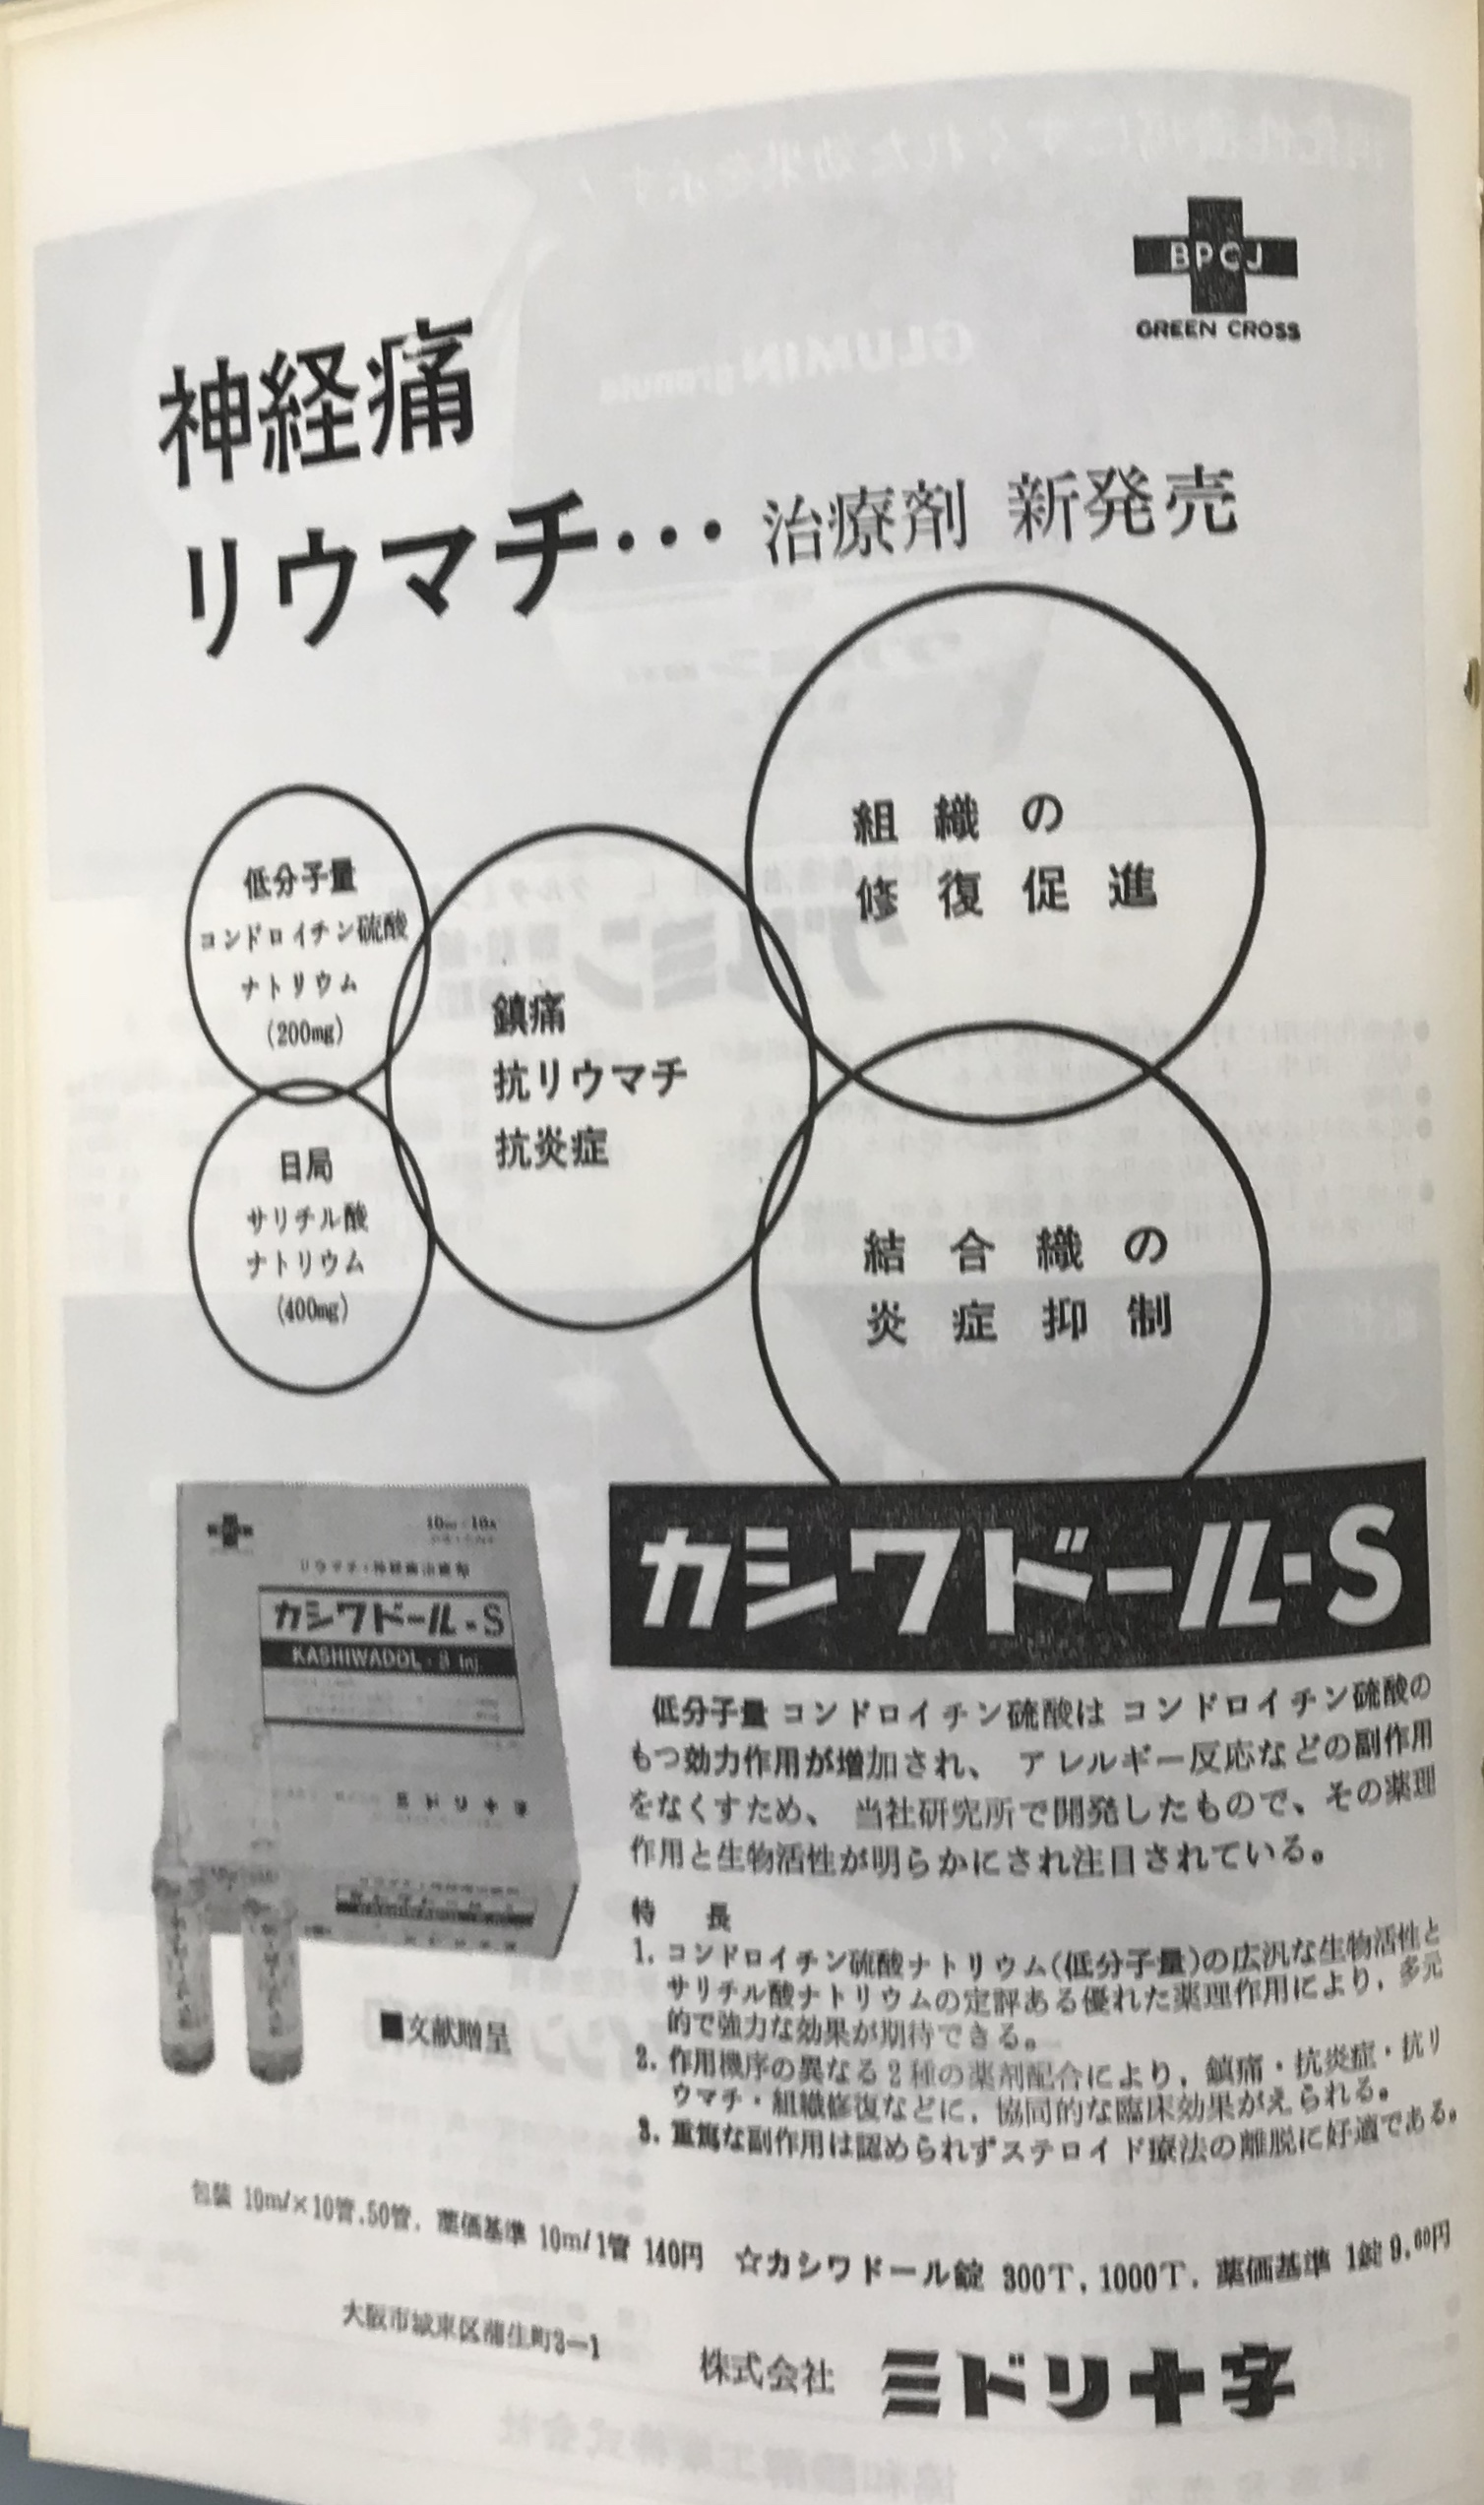 BPGJ
GREEN CROSS
神経痛
リウマチ・・・治療剤 新発売
組織の
修復促進
低分子量
コンドロイチン硫酸
ナトリウム
(200mg)
鎮痛
抗リウマチ
抗炎症
日局
サリチル酸
ナトリウム
(400mg)
結合織の
炎症抑制
リウマチ・神経痛治療剤
カシワドール・S
KASHIWADOL・S Inj.
ミドリ十字
カシワドール・S
低分子量 コンドロイチン硫酸は コンドロイチン硫酸の
もつ効力作用が増加され、 アレルギー反応などの副作用
をなくすため、 当社研究所で開発したもので、その薬理
作用と生物活性が明らかにされ注目されている。
特 長
1. コンドロイチン硫酸ナトリウム(低分子量)の広汎な生物活性と
サリチル酸ナトリウムの定評ある優れた薬理作用により，多元
的で強力な効果が期待できる。
2. 作用機序の異なる2種の薬剤配合により，鎮痛・抗炎症・抗リ
ウマチ・組織修復などに，協同的な臨床効果がえられる。
3. 重篤な副作用は認められずステロイド療法の離脱に好適である。
■文献贈呈
包装 10ml×10管,50管，薬価基準 10ml1管 140円 ☆カシワドール錠 300T，1000T，薬価基準 1錠9.60円
大阪市城東区蒲生町3―1
株式会社 ミドリ十字